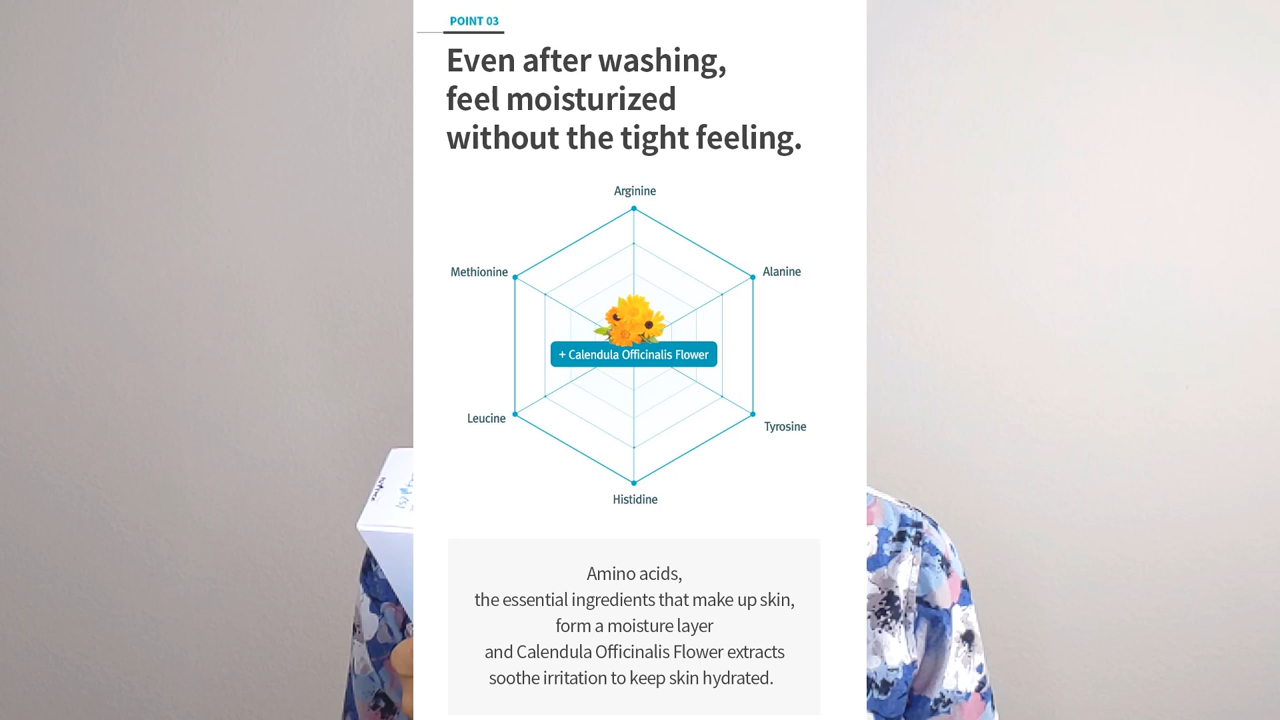 POINT 03
Even after washing,
feel moisturized
without the tight feeling.
Arginine
Methionine
Alanine
+ Calendula Officinalis Flower
Leucine
Tyrosine
Histidine
Amino acids,
the essential ingredients that make up skin,
form a moisture layer
and Calendula Officinalis Flower extracts
soothe irritation to keep skin hydrated.